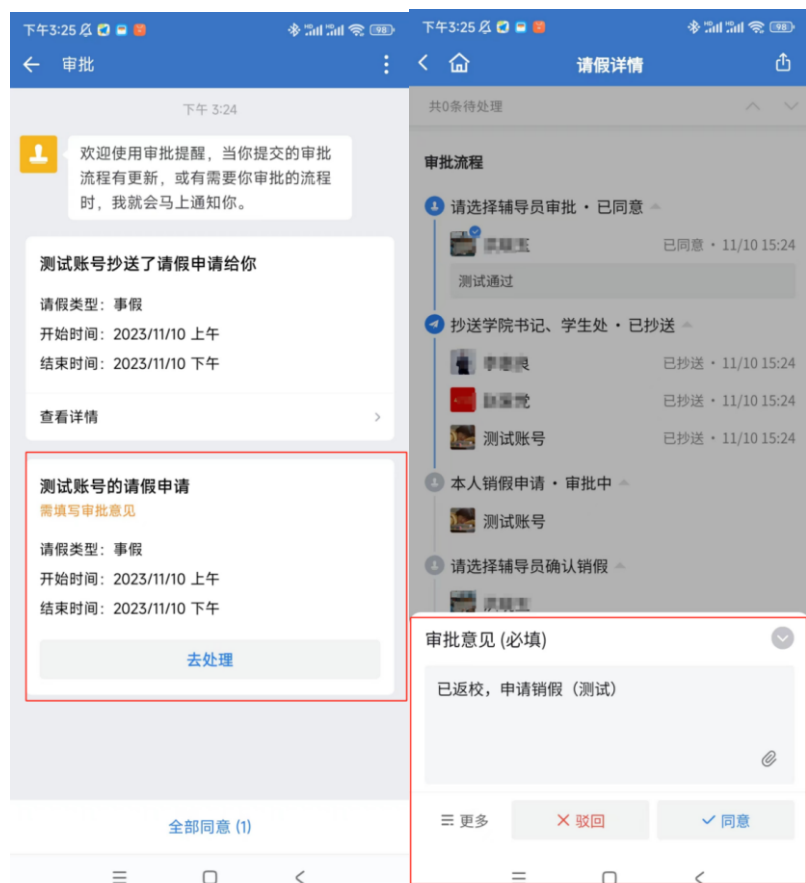 下午3:25
98
审批
下午 3:24
欢迎使用审批提醒，当你提交的审批
流程有更新，或有需要你审批的流程
时，我就会马上通知你。
测试账号抄送了请假申请给你
请假类型：事假
开始时间：2023/11/10 上午
结束时间：2023/11/10 下午
查看详情
测试账号的请假申请
需填写审批意见
请假类型：事假
开始时间：2023/11/10 上午
结束时间：2023/11/10 下午
去处理
全部同意 (1)
下午3:25
98
请假详情
共0条待处理
审批流程
请选择辅导员审批・已同意
已同意・11/10 15:24
测试通过
抄送学院书记、学生处・已抄送
已抄送・11/10 15:24
已抄送・11/10 15:24
测试账号
已抄送・11/10 15:24
本人销假申请・审批中
测试账号
请选择辅导员确认销假
审批意见 (必填)
已返校，申请销假（测试）
更多
驳回
同意